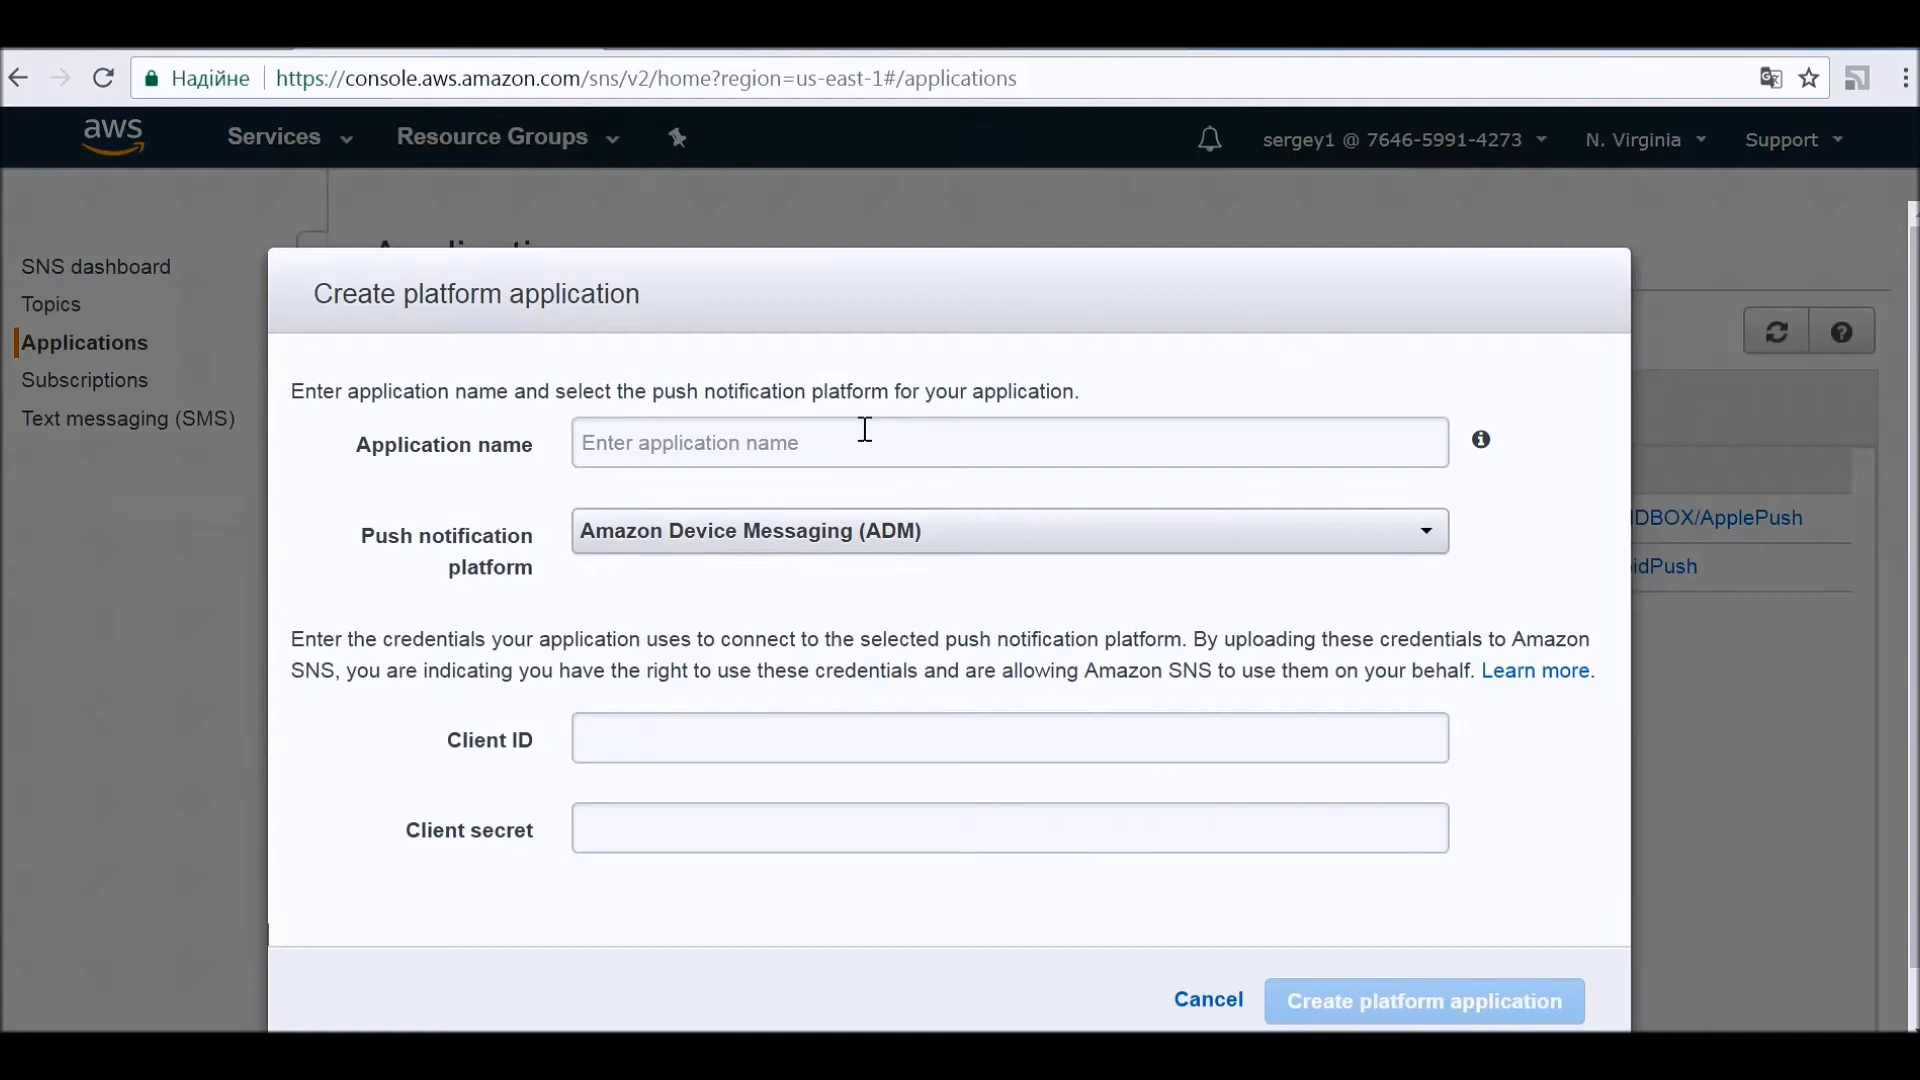 Надійне https://console.aws.amazon.com/sns/v2/home?region=us-east-1#/applications
aws Services Resource Groups sergey1 @ 7646-5991-4273 N. Virginia Support
SNS dashboard
Topics
Applications
Subscriptions
Text messaging (SMS)
Create platform application
Enter application name and select the push notification platform for your application.
Application name Enter application name
Push notification platform Amazon Device Messaging (ADM)
DBOX/ApplePush
idPush
Enter the credentials your application uses to connect to the selected push notification platform. By uploading these credentials to Amazon
SNS, you are indicating you have the right to use these credentials and are allowing Amazon SNS to use them on your behalf. Learn more.
Client ID
Client secret
Cancel Create platform application